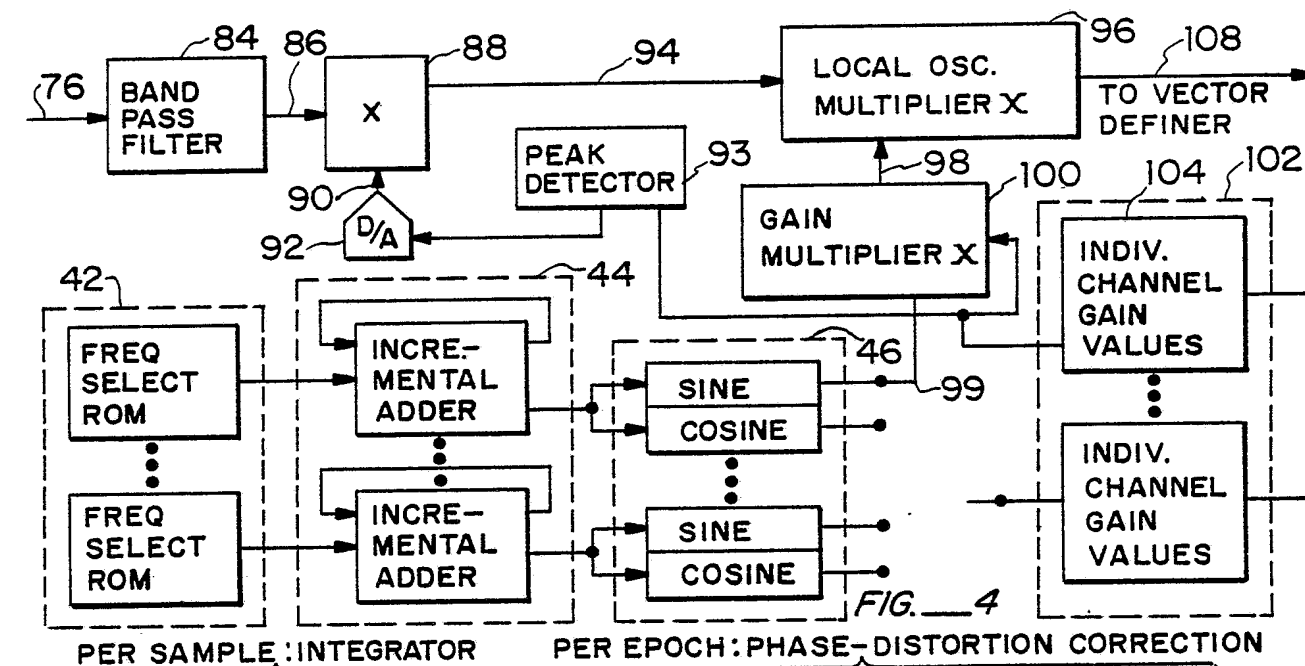 84
86
88
94
96
108
76
BAND
PASS
FILTER
X
LOCAL OSC.
MULTIPLIER X
TO VECTOR
DEFINER
PEAK
DETECTOR
93
98
100
104
102
90
92
D/A
GAIN
MULTIPLIER X
INDIV.
CHANNEL
GAIN
VALUES
42
44
46
99
FREQ
SELECT
ROM
INCRE-
MENTAL
ADDER
SINE
COSINE
FREQ
SELECT
ROM
INCRE-
MENTAL
ADDER
SINE
COSINE
INDIV.
CHANNEL
GAIN
VALUES
FIG. 4
PER SAMPLE: INTEGRATOR
PER EPOCH: PHASE-DISTORTION CORRECTION